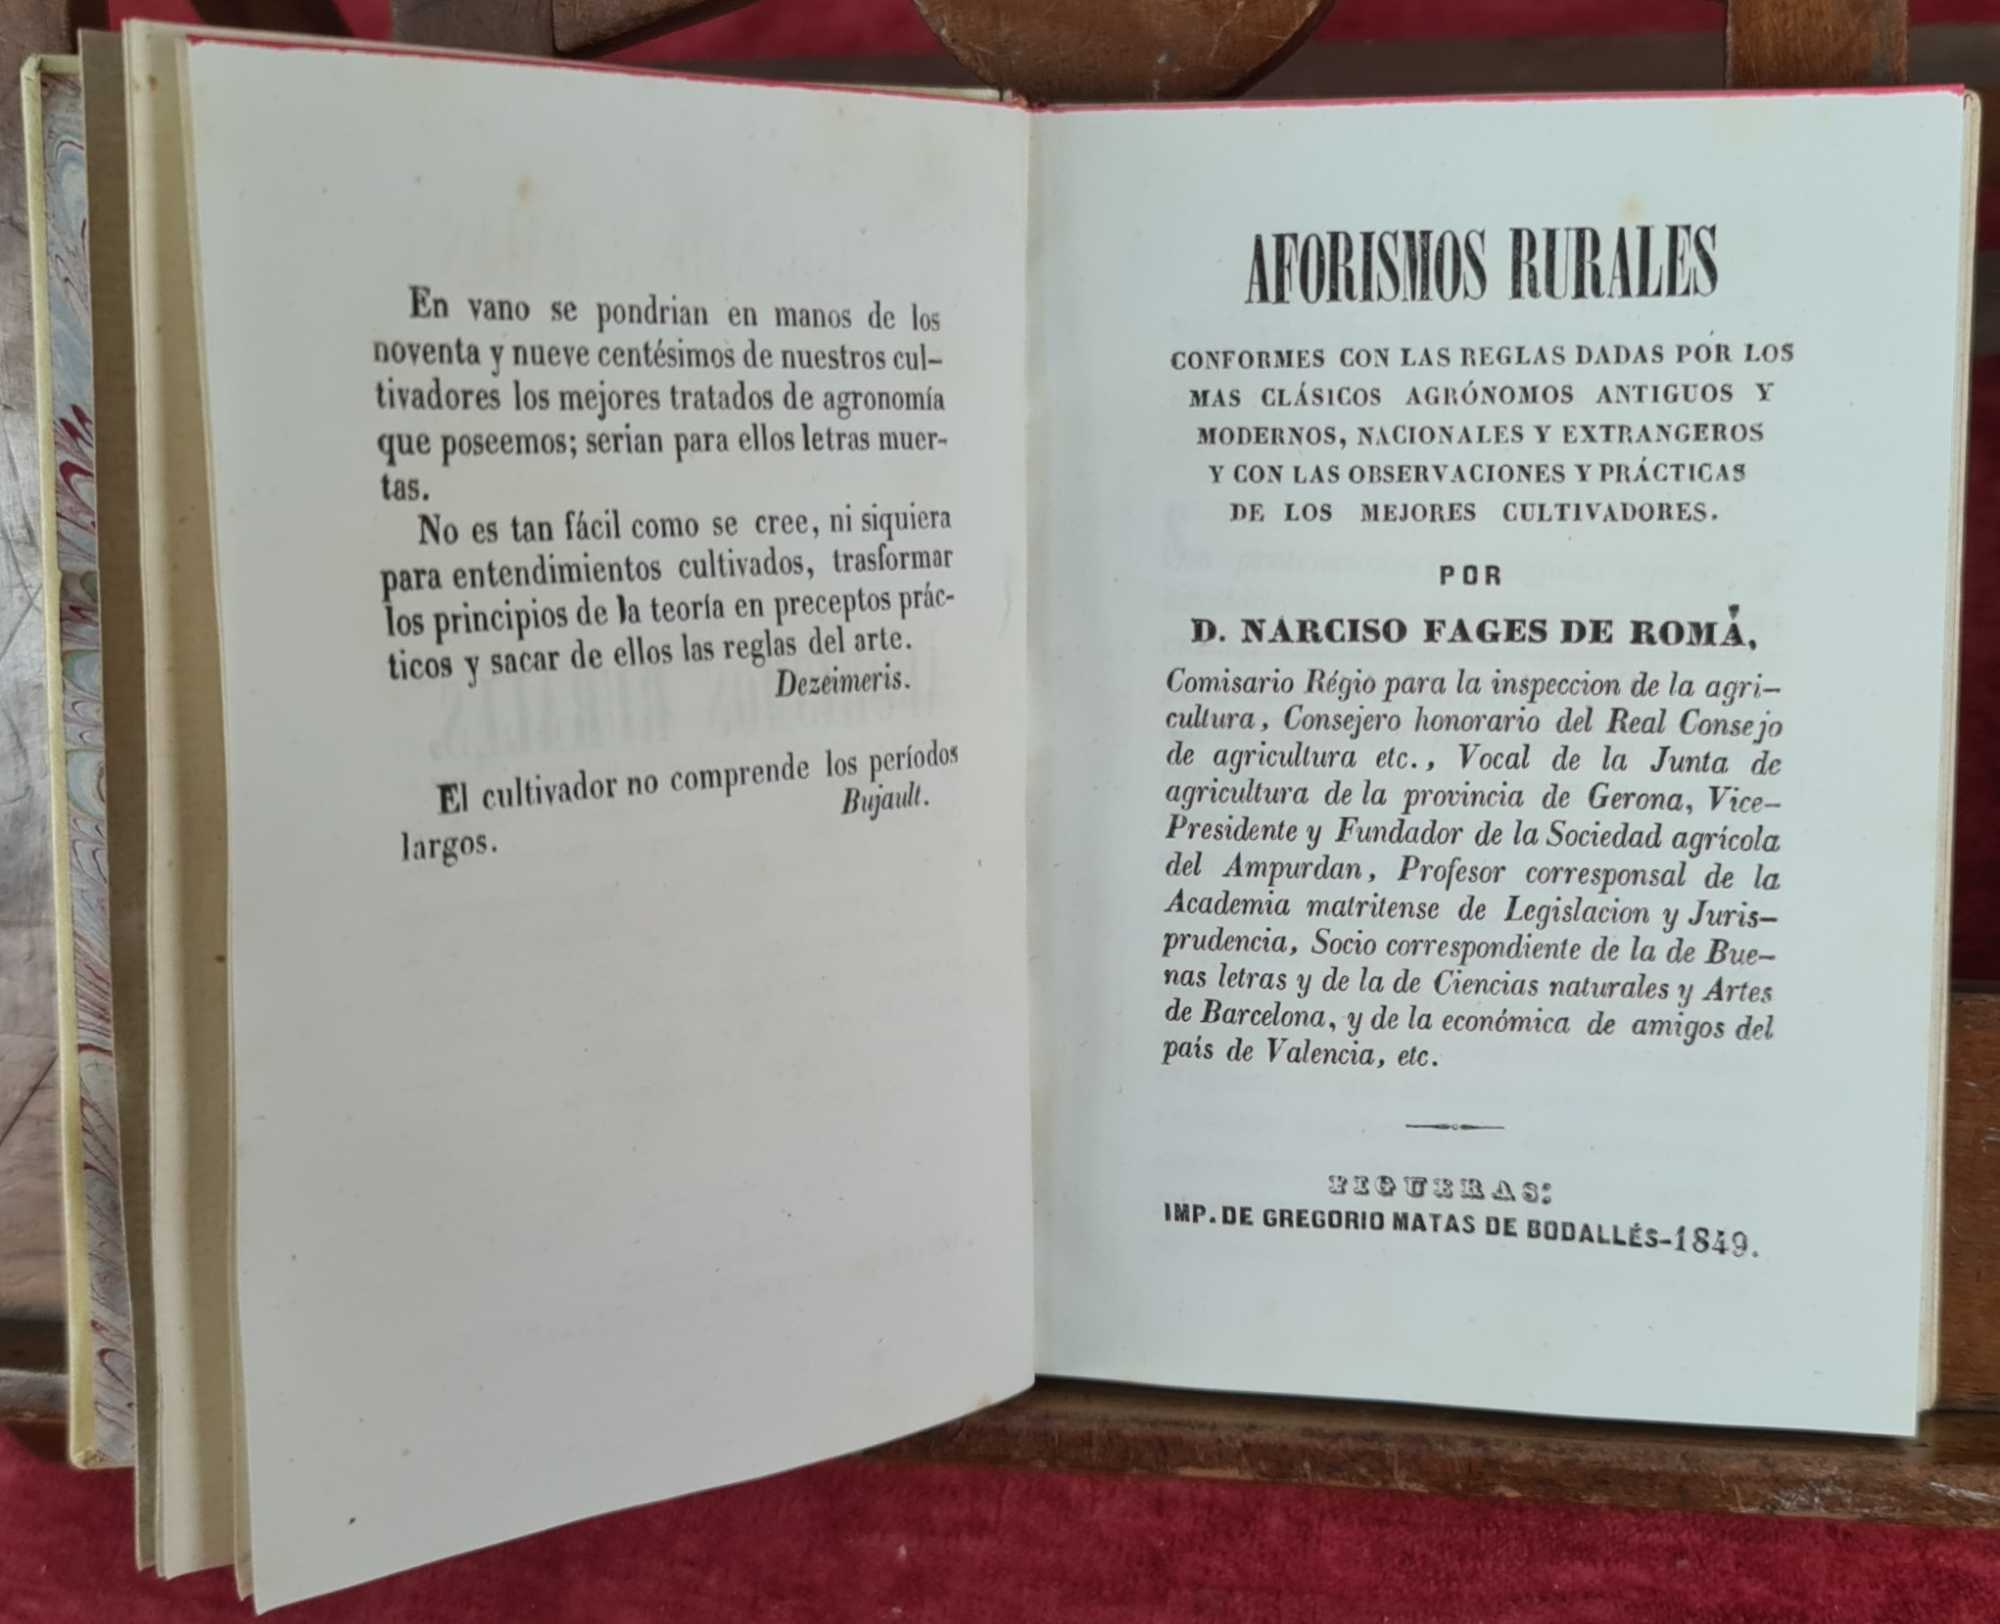 En vano se pondrian en manos de los
noventa y nueve centésimos de nuestros cul-
tivadores los mejores tratados de agronomía
que poseemos; serian para ellos letras muer-
tas.
No es tan fácil como se cree, ni siquiera
para entendimientos cultivados, trasformar
los principios de la teoría en preceptos prác-
ticos y sacar de ellos las reglas del arte.
Dezeimeris.
El cultivador no comprende los períodos
largos.
Bujault.
AFORISMOS RURALES
CONFORMES CON LAS REGLAS DADAS POR LOS
MAS CLÁSICOS AGRÓNOMOS ANTIGUOS Y
MODERNOS, NACIONALES Y EXTRANGEROS
Y CON LAS OBSERVACIONES Y PRÁCTICAS
DE LOS MEJORES CULTIVADORES.
POR
D. NARCISO FAGES DE ROMÁ,
Comisario Régio para la inspeccion de la agri-
cultura, Consejero honorario del Real Consejo
de agricultura etc., Vocal de la Junta de
agricultura de la provincia de Gerona, Vice-
Presidente y Fundador de la Sociedad agrícola
del Ampurdan, Profesor corresponsal de la
Academia matritense de Legislacion y Juris-
prudencia, Socio correspondiente de la de Bue-
nas letras y de la de Ciencias naturales y Artes
de Barcelona, y de la económica de amigos del
país de Valencia, etc.
FIGUERAS:
IMP. DE GREGORIO MATAS DE BODALLÉS-1849.